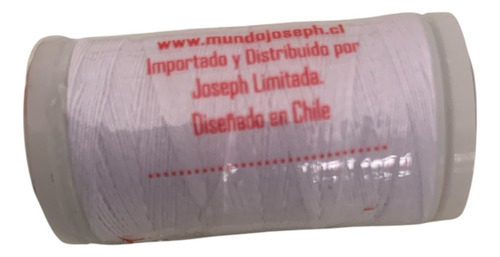 www.mundojoseph.cl
Importado y Distribuido por
Joseph Limitada.
Diseñado en Chile